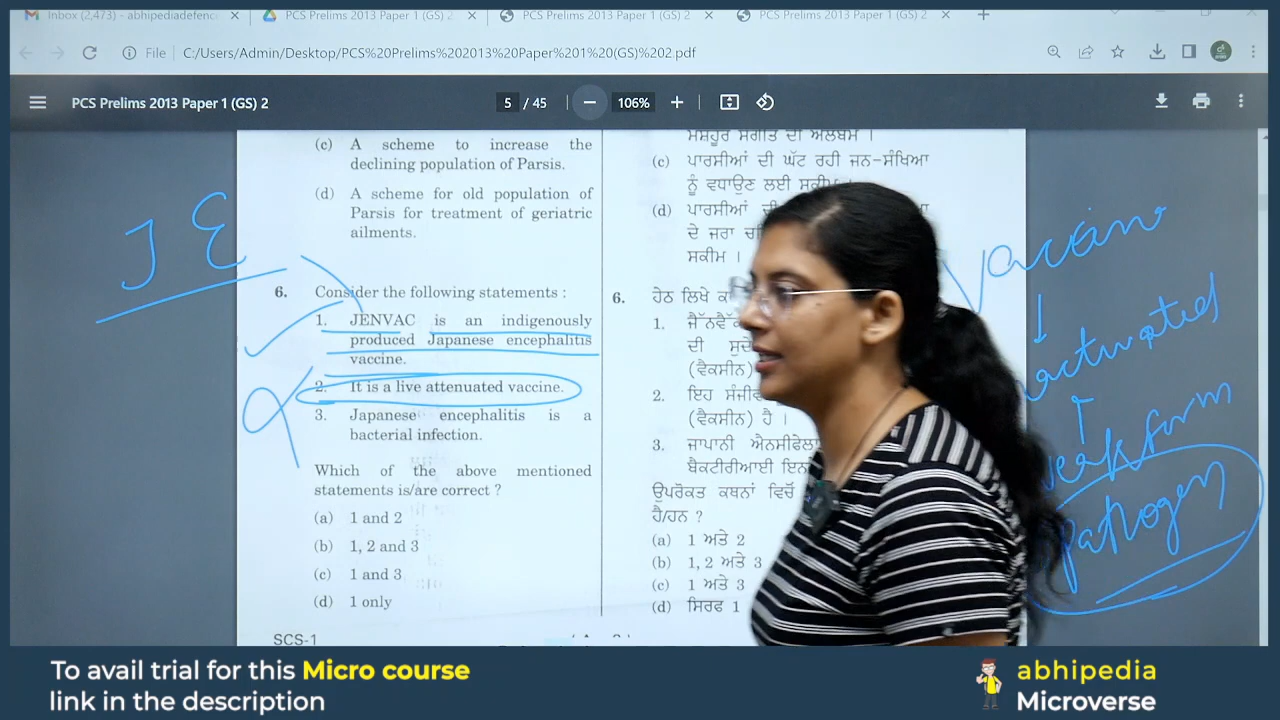 Inbox (2,473) - abhipediadefenc
PCS Prelims 2013 Paper 1 (GS) 2
PCS Prelims 2013 Paper 1 (GS) 2
PCS Prelims 2013 Paper 1 (GS) 2
File C:/Users/Admin/Desktop/PCS%20Prelims%202013%20Paper%201%20(GS)%202.pdf
PCS Prelims 2013 Paper 1 (GS) 2
5 / 45
106%
(c) A scheme to increase the
declining population of Parsis.
(d) A scheme for old population of
Parsis for treatment of geriatric
ailments.
6. Consider the following statements :
1. JENVAC is an indigenously
produced Japanese encephalitis
vaccine.
2. It is a live attenuated vaccine.
3. Japanese encephalitis is a
bacterial infection.
Which of the above mentioned
statements is/are correct ?
(a) 1 and 2
(b) 1, 2 and 3
(c) 1 and 3
(d) 1 only
SCS-1
ਮਸ਼ਹੂਰ ਸੰਗੀਤ ਦੀ ਐਲਬਮ ।
(c) ਪਾਰਸੀਆਂ ਦੀ ਘੱਟ ਰਹੀ ਜਨ-ਸੰਖਿਆ
ਨੂੰ ਵਧਾਉਣ ਲਈ ਸਕੀਮ ।
(d) ਪਾਰਸੀਆਂ
ਦੇ ਜਰਾ
ਸਕੀਮ ।
6. ਹੇਠ ਲਿਖੇ
1.
ਦੀ
(ਵੈਕਸੀਨ)
2. ਇਹ
(ਵੈਕਸੀਨ) ਹੈ ।
3. ਜਾਪਾਨੀ
ਬੈਕਟੀਰੀਆਈ
ਉਪਰੋਕਤ ਕਥਨਾਂ ਵਿਚੋਂ
ਹੈ/ਹਨ ?
(a) 1 ਅਤੇ 2
(b) 1, 2 ਅਤੇ 3
(c) 1 ਅਤੇ 3
(d) ਸਿਰਫ 1
J E
Vaccine
form
Pathogen
To avail trial for this Micro course
link in the description
abhipedia
Microverse